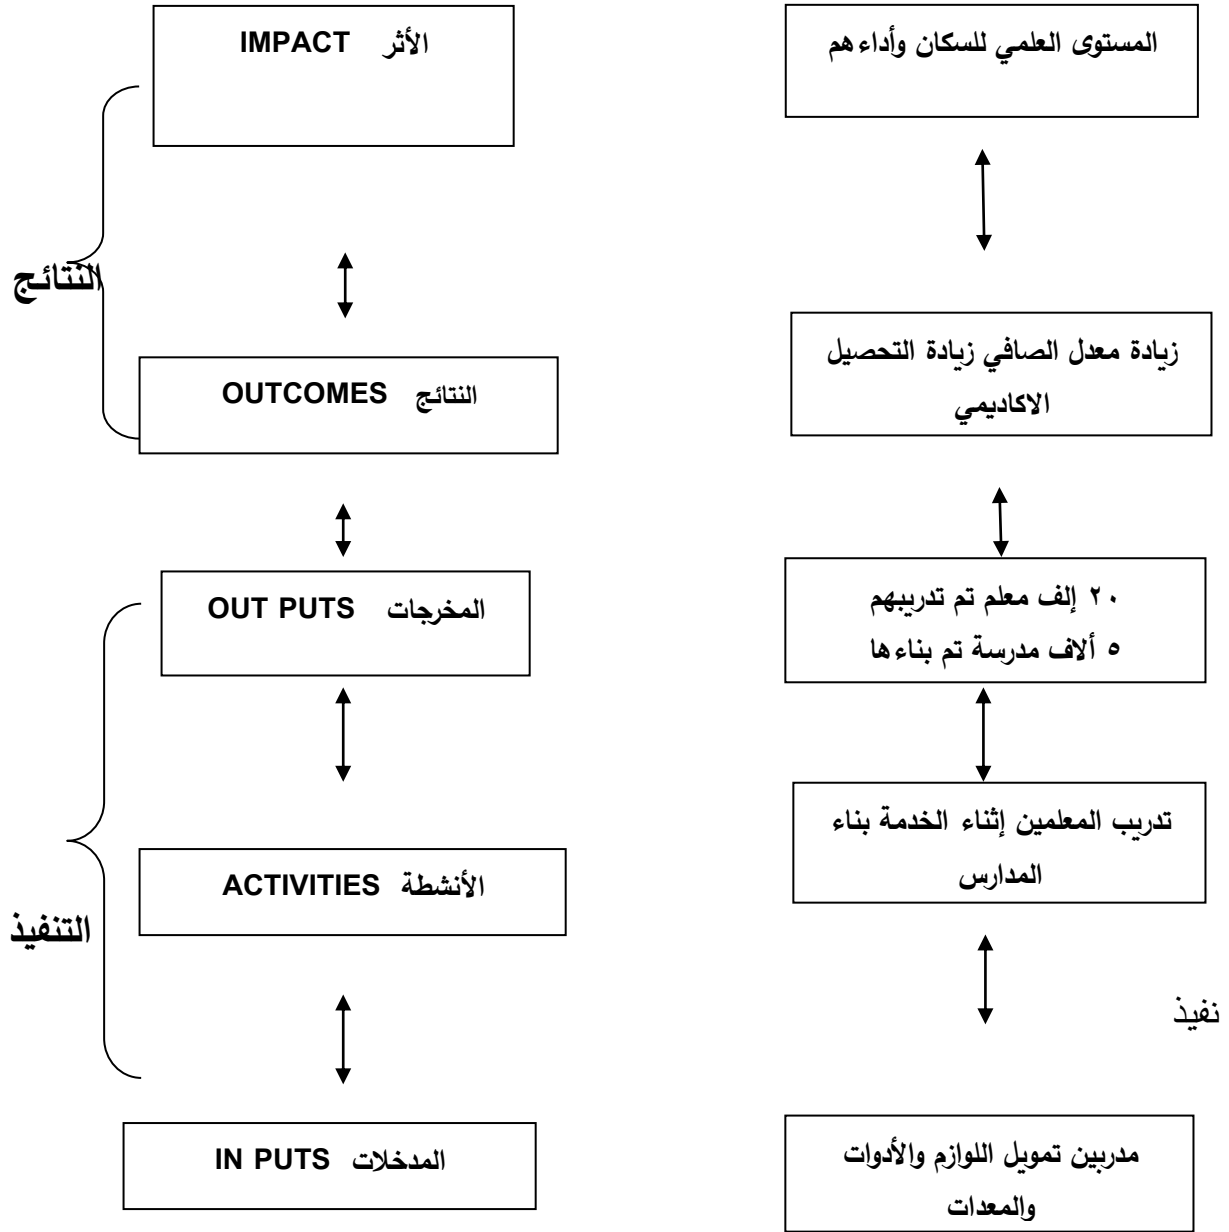 الأثر IMPACT
المستوى العلمي للسكان وأداءهم
النتائج
النتائج OUTCOMES
زيادة معدل الصافي زيادة التحصيل
الاكاديمي
المخرجات OUT PUTS
٢٠ إلف معلم تم تدريبهم
٥ ألاف مدرسة تم بناءها
الأنشطة ACTIVITIES
تدريب المعلمين إثناء الخدمة بناء
المدارس
التنفيذ
نفيذ
المدخلات IN PUTS
مدربين تمويل اللوازم والأدوات
والمعدات